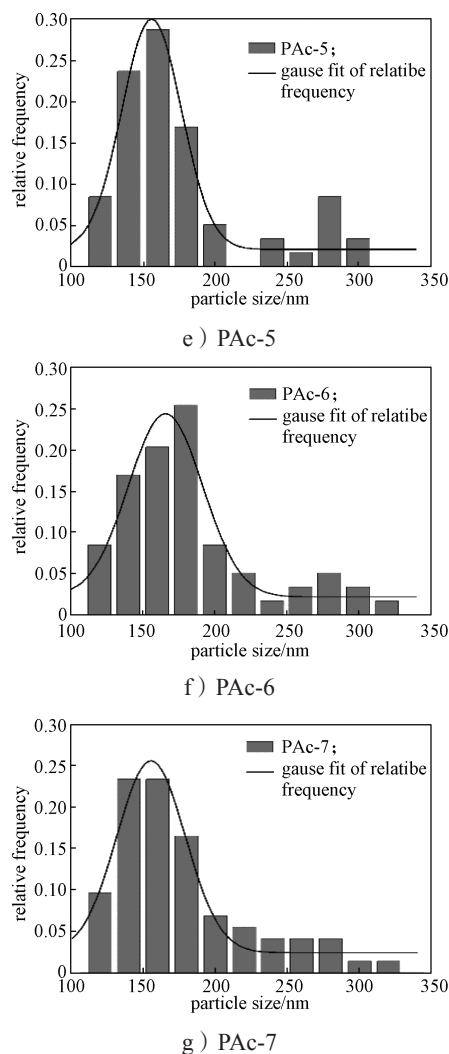 0.30
0.25
0.20
0.15
0.10
0.05
0
relative frequency
PAc-5;
gause fit of relatibe
frequency
100 150 200 250 300 350
particle size/nm
e）PAc-5
0.30
0.25
0.20
0.15
0.10
0.05
0
relative frequency
PAc-6;
gause fit of relatibe
frequency
100 150 200 250 300 350
particle size/nm
f）PAc-6
0.30
0.25
0.20
0.15
0.10
0.05
0
relative frequency
PAc-7;
gause fit of relatibe
frequency
100 150 200 250 300 350
particle size/nm
g）PAc-7